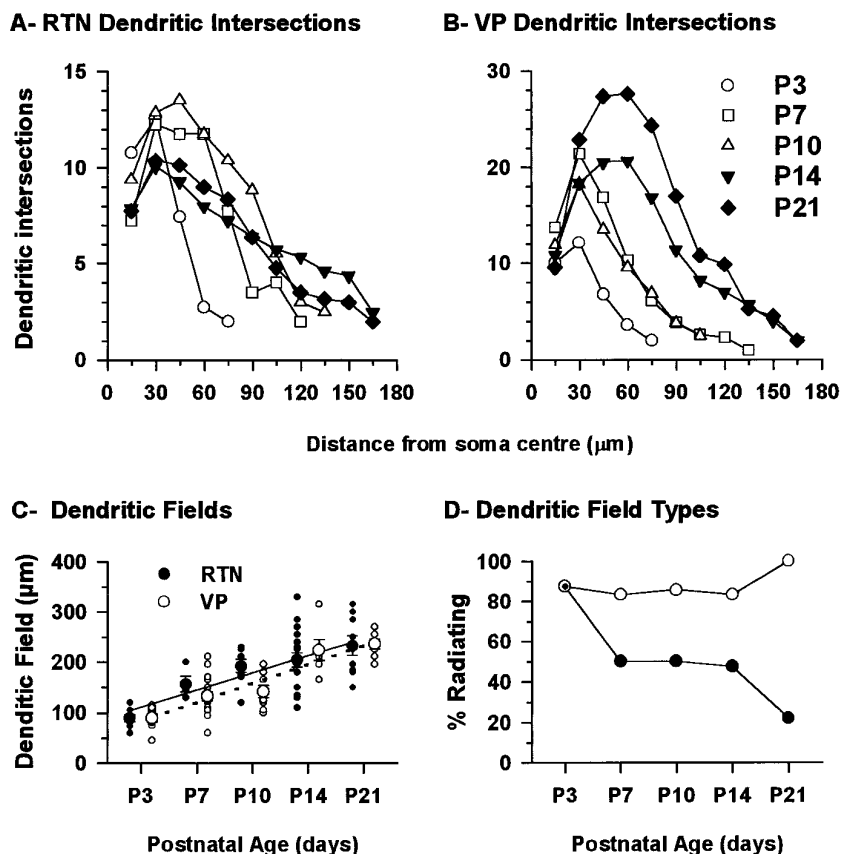 A- RTN Dendritic Intersections
B- VP Dendritic Intersections
Dendritic intersections
15
10
5
0
0 30 60 90 120 150 180
30
20
10
0
0 30 60 90 120 150 180
P3
P7
P10
P14
P21
Distance from soma centre (μm)
C- Dendritic Fields
D- Dendritic Field Types
Denditic Field (μm)
400
300
200
100
0
RTN
VP
P3 P7 P10 P14 P21
Postnatal Age (days)
% Radiating
100
80
60
40
20
0
P3 P7 P10 P14 P21
Postnatal Age (days)